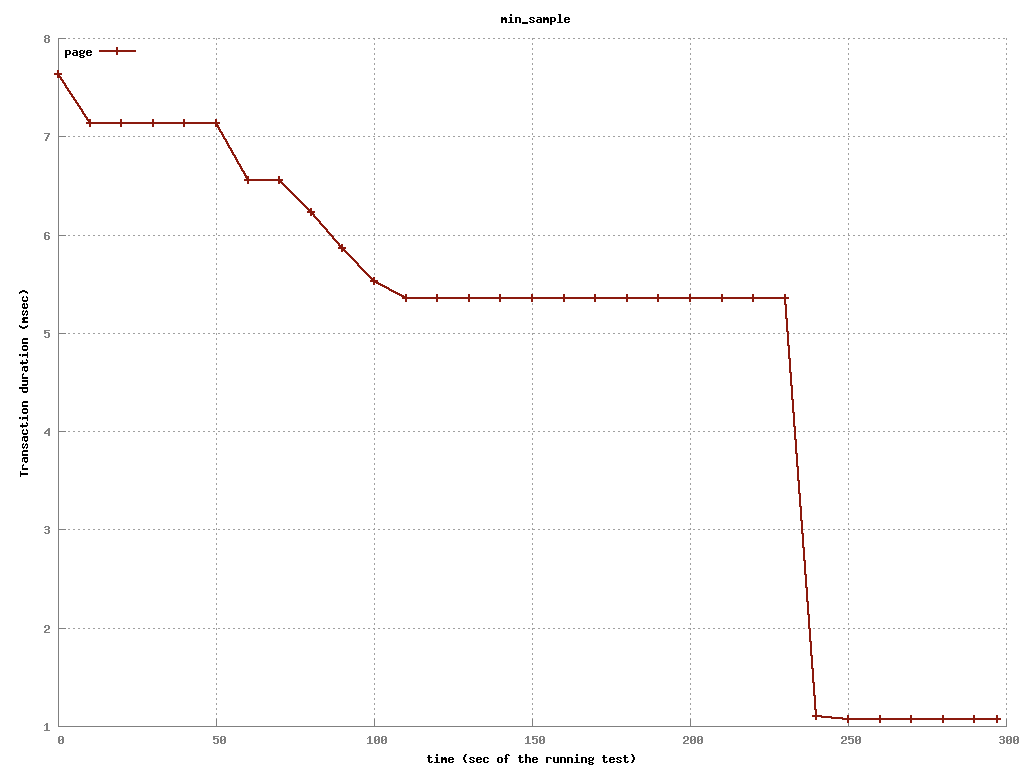 min_sample
page
8
7
6
5
4
3
2
1
Transaction duration (msec)
0 50 100 150 200 250 300
time (sec of the running test)